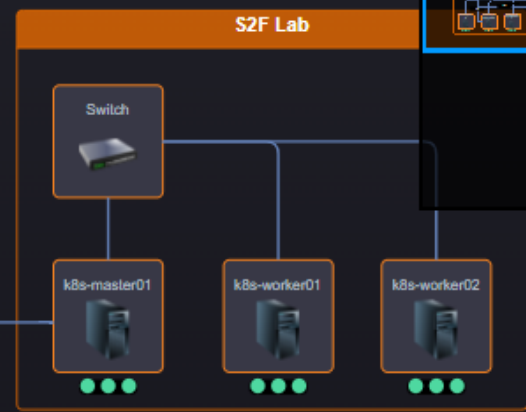 S2F Lab
Switch
k8s-master01
k8s-worker01
k8s-worker02